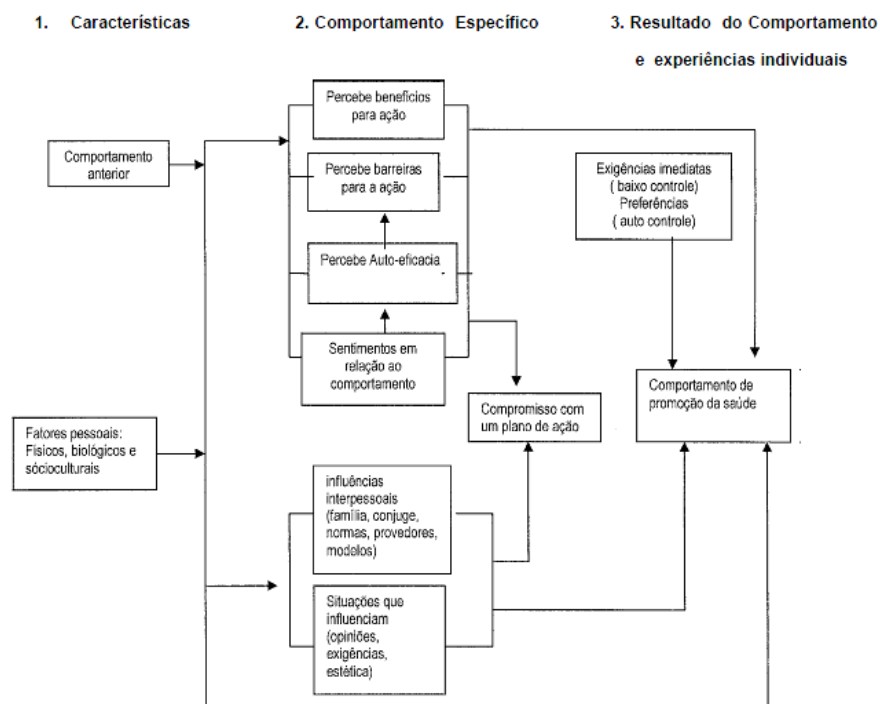 1. Características
2. Comportamento Específico
3. Resultado do Comportamento
e experiências individuais
Percebe benefícios
para ação
Comportamento
anterior
Percebe barreiras
para a ação
Exigências imediatas
( baixo controle)
Preferências
( auto controle)
Percebe Auto-eficacia
Sentimentos em
relação ao
comportamento
Comportamento de
promoção da saúde
Compromisso com
um plano de ação
Fatores pessoais:
Físicos, biológicos e
sócioculturais
influências
interpessoais
(família, conjuge,
normas, provedores,
modelos)
Situações que
influenciam
(opiniões,
exigências,
estética)